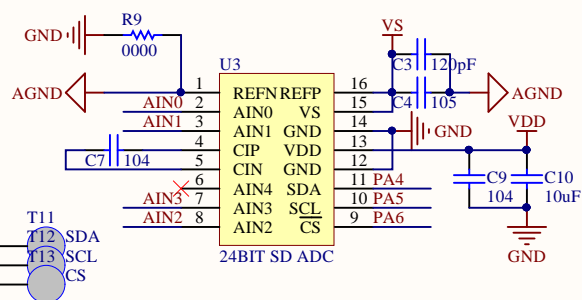 R9
GND
0000
VS
U3
C3 120pF
AGND
1 REFN REFP 16
C4 105
AGND
AIN0 2 AIN0 VS 15
AIN1 3 AIN1 GND 14 GND
VDD
4 CIP VDD 13
C7 104
5 CIN GND 12
6 AIN4 SDA 11 PA4
C9 C10
AIN3 7 AIN3 SCL 10 PA5
104 10uF
AIN2 8 AIN2 CS 9 PA6
T11
T12 SDA
24BIT SD ADC
GND
T13 SCL
CS